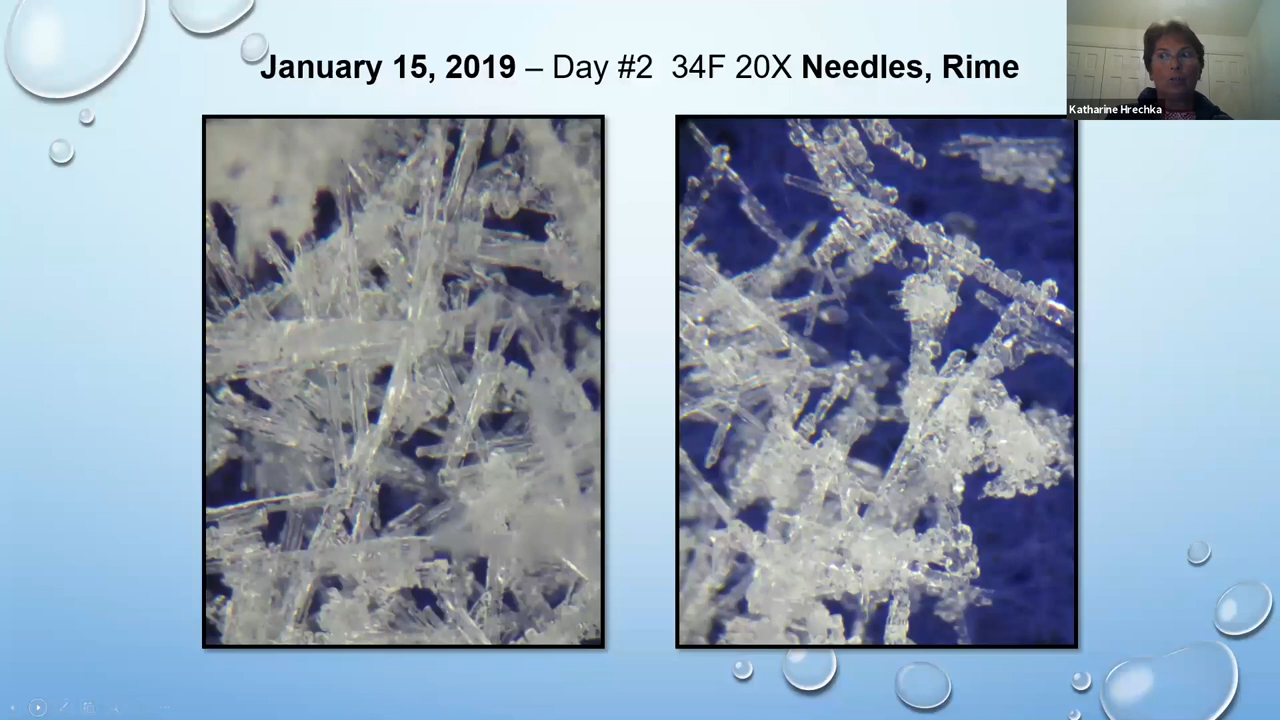 January 15, 2019 – Day #2 34F 20X Needles, Rime
Katharine Hrechka